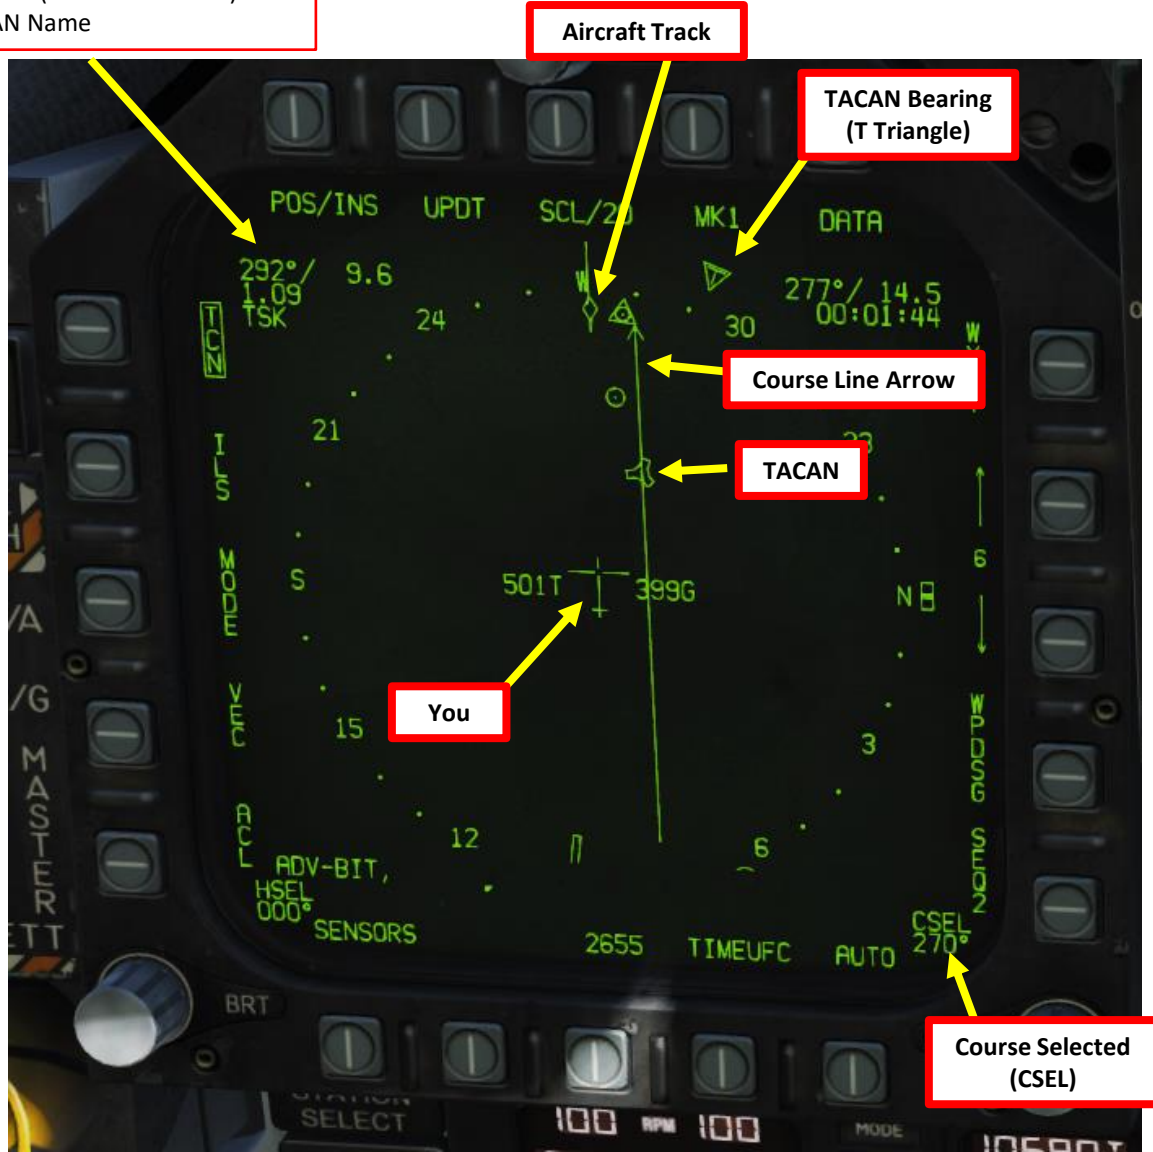 AN Name
Aircraft Track
TACAN Bearing
(T Triangle)
POS/INS UPDT SCL/20 MK1 DATA
292°/ 9.6
1.09
TSK
277°/ 14.5
00:01:44
W
24
30
TCN
Course Line Arrow
21
33
ILS
TACAN
MODE
S
501T
399G
N
6
You
VEC
15
3
WPDSG
ACL
12
6
SEQ2
ADV-BIT,
HSEL
000°
CSEL
270°
SENSORS 2655 TIMEUFC AUTO
/A
/G
MASTER
BRT
Course Selected
(CSEL)
SELECT
100 RPM 100
MODE